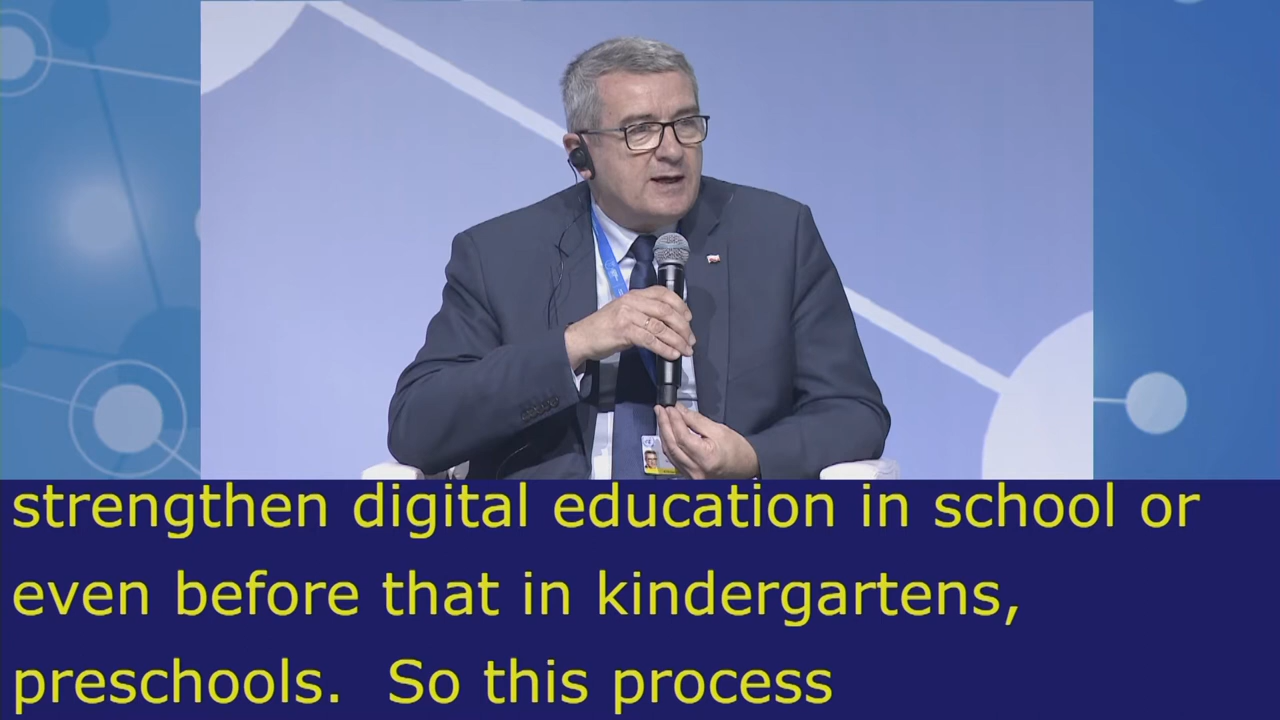 strengthen digital education in school or
even before that in kindergartens,
preschools.  So this process